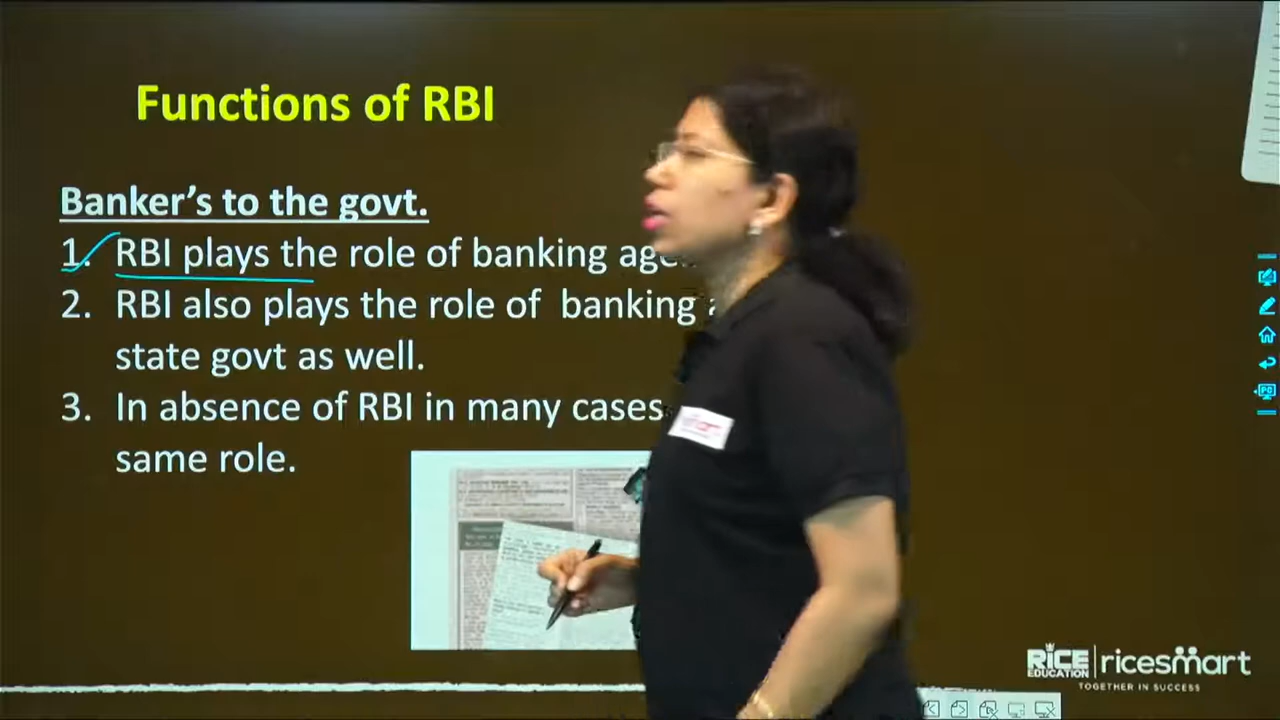 Functions of RBI
Banker's to the govt.
1. RBI plays the role of banking
2. RBI also plays the role of banking
state govt as well.
3. In absence of RBI in many cases
same role.
RICE
EDUCATION
ricesmart
TOGETHER IN SUCCESS